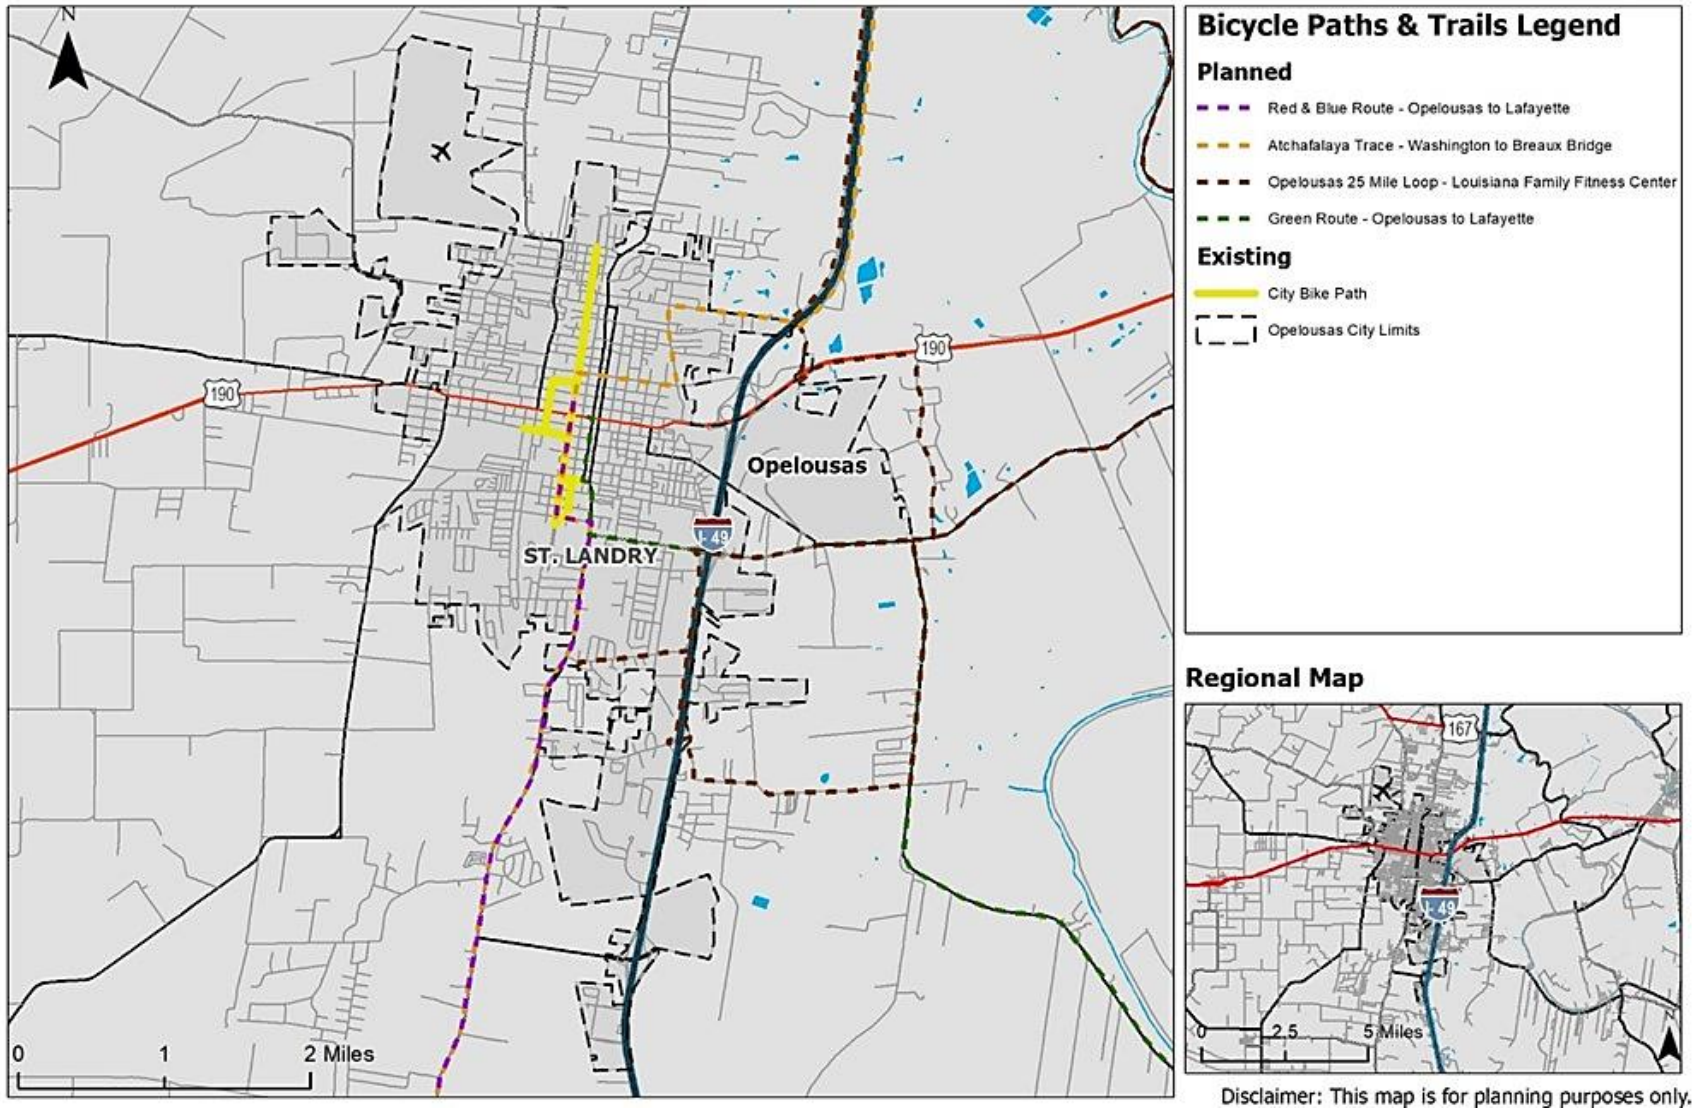 N
190
190
Opelousas
I-49
ST. LANDRY
0 1 2 Miles
Bicycle Paths & Trails Legend
Planned
Red & Blue Route - Opelousas to Lafayette
Atchafalaya Trace - Washington to Breaux Bridge
Opelousas 25 Mile Loop - Louisiana Family Fitness Center
Green Route - Opelousas to Lafayette
Existing
City Bike Path
Opelousas City Limits
Regional Map
167
I-49
0 2.5 5 Miles
N
Disclaimer: This map is for planning purposes only.